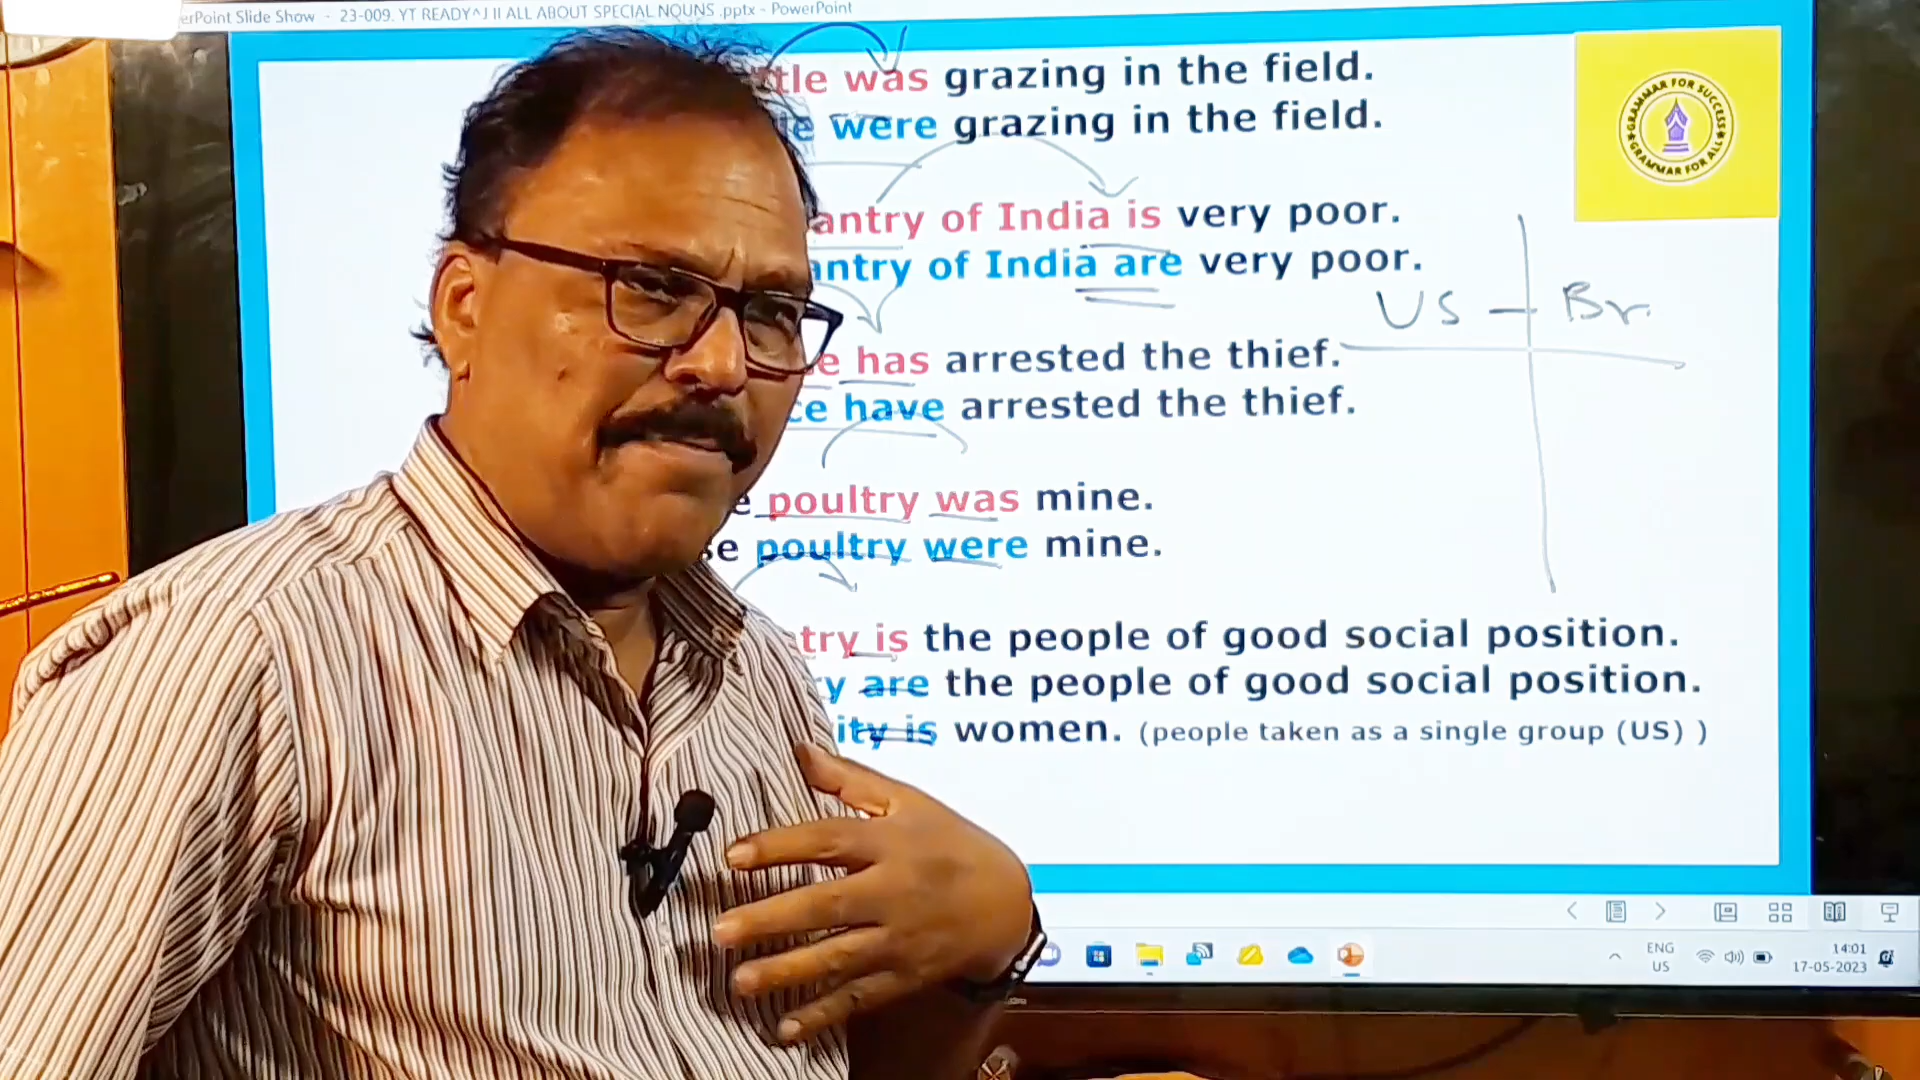 PowerPoint Slide Show - 23-009. YT READY^J II ALL ABOUT SPECIAL NOUNS .pptx - PowerPoint
tle was grazing in the field.
le were grazing in the field.
antry of India is very poor.
antry of India are very poor.
US - Br.
e has arrested the thief.
ce have arrested the thief.
e poultry was mine.
se poultry were mine.
try is the people of good social position.
ry are the people of good social position.
ity is women. (people taken as a single group (US) )
GRAMMAR FOR SUCCESS
GRAMMAR FOR ALL
ENG
US
14:01
17-05-2023